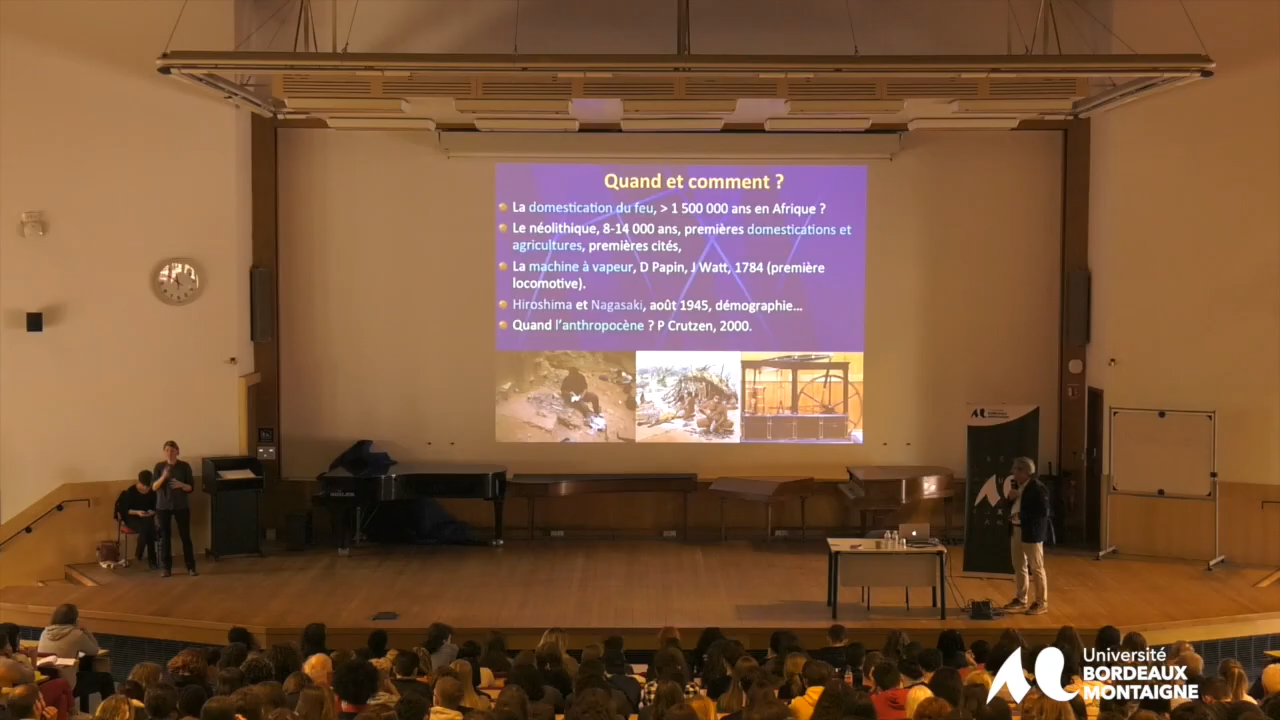 Quand et comment ?
La domestication du feu, > 1 500 000 ans en Afrique ?
Le néolithique, 8-14 000 ans, premières domestications et
agricultures, premières cités,
La machine à vapeur, D Papin, J Watt, 1784 (première
locomotive).
Hiroshima et Nagasaki, août 1945, démographie...
Quand l'anthropocène ? P Crutzen, 2000.
Université
BORDEAUX
MONTAIGNE